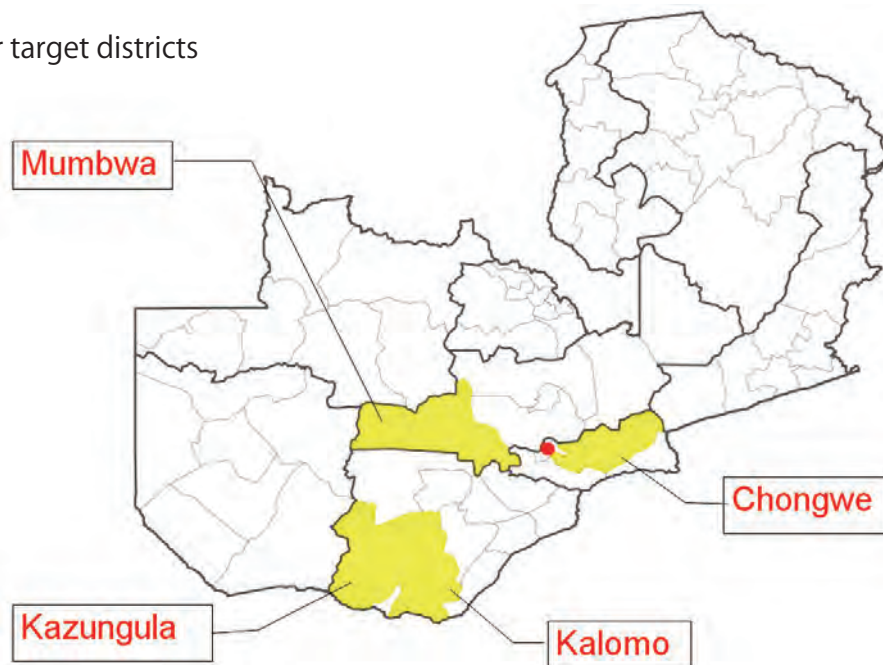 target districts
Mumbwa
Chongwe
Kazungula
Kalomo